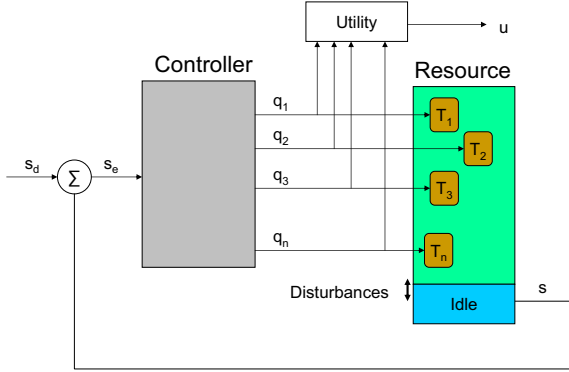 Utility
u
Controller
Resource
q1
T1
q2
T2
sd
Σ
se
q3
T3
qn
Tn
Disturbances
Idle
s